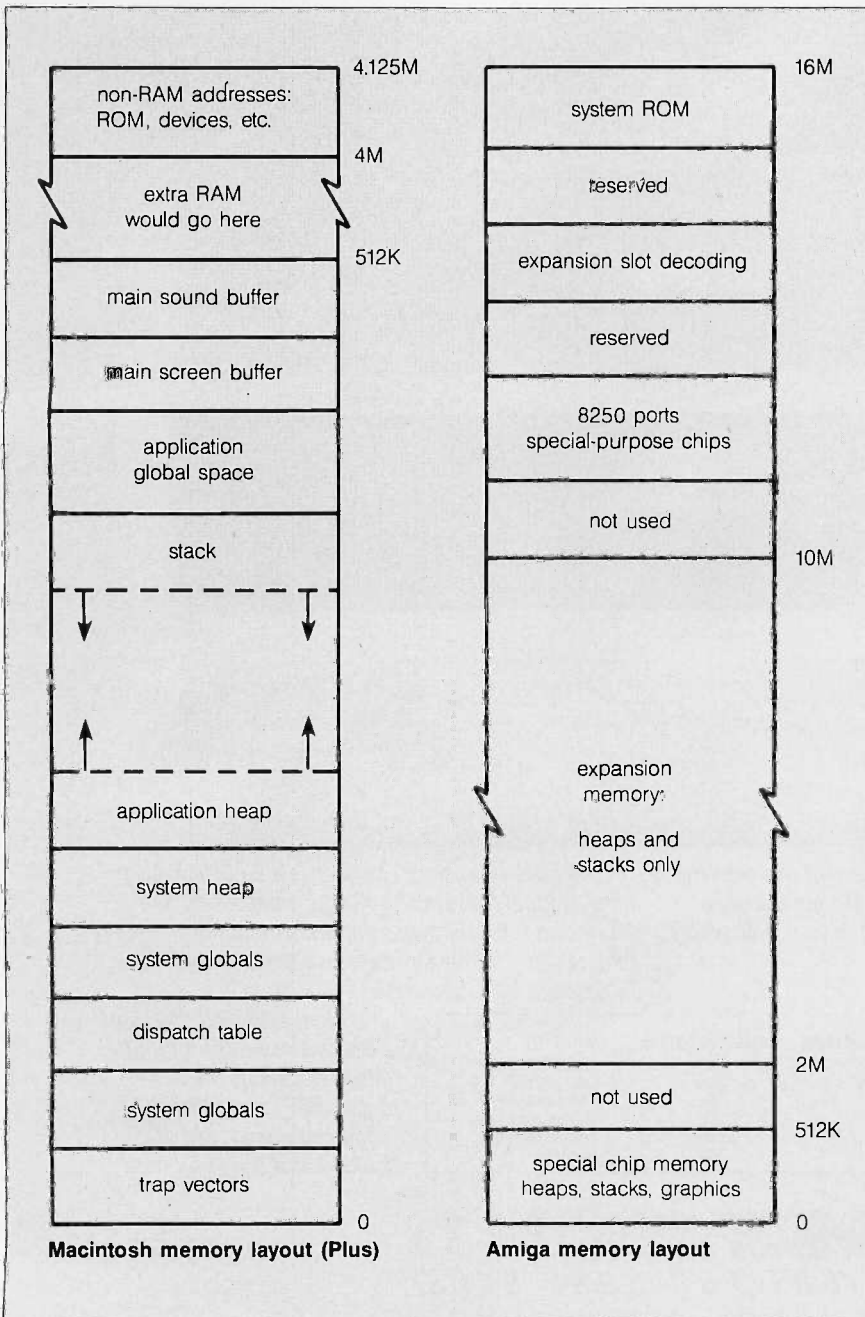 4.125M
non-RAM addresses:
ROM, devices, etc.
4M
extra RAM
would go here
512K
main sound buffer
main screen buffer
application
global space
stack
application heap
system heap
system globals
dispatch table
system globals
trap vectors
0
Macintosh memory layout (Plus)
16M
system ROM
reserved
expansion slot decoding
reserved
8250 ports
special-purpose chips
not used
10M
expansion
memory:
heaps and
stacks only
2M
not used
512K
special chip memory
heaps, stacks, graphics
0
Amiga memory layout